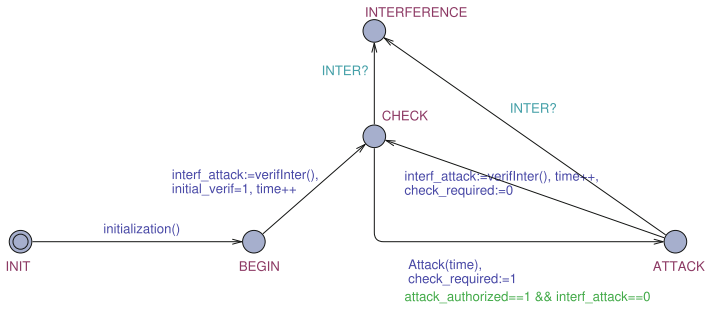 INTERFERENCE
INTER?
INTER?
CHECK
interf_attack:=verifInter(),
initial_verif=1, time++
interf_attack:=verifInter(), time++,
check_required:=0
initialization()
INIT
BEGIN
ATTACK
Attack(time),
check_required:=1
attack_authorized==1 && interf_attack==0